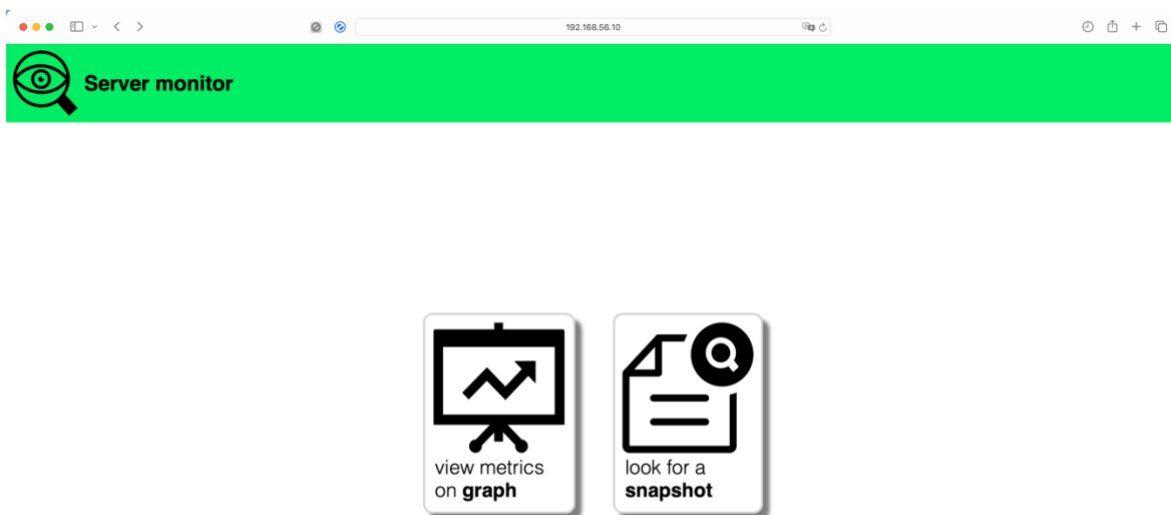 192.168.56.10
Server monitor
view metrics
on graph
look for a
snapshot